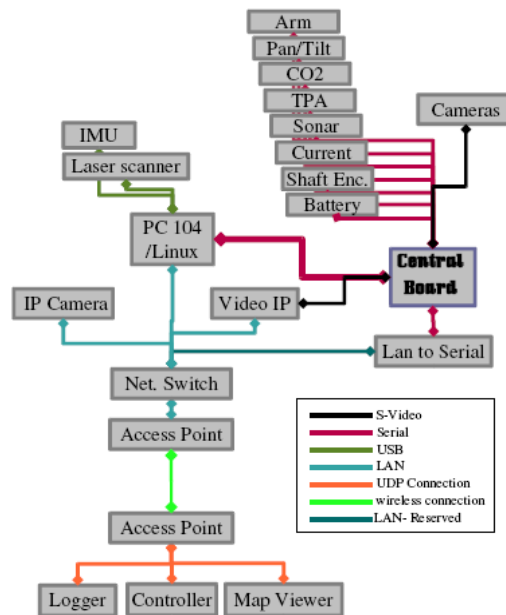 Arm
Pan/Tilt
CO2
TPA
Sonar
Current
Shaft Enc.
Battery
Cameras
IMU
Laser scanner
PC 104
/Linux
Central
Board
IP Camera
Video IP
Lan to Serial
Net. Switch
Access Point
S-Video
Serial
USB
LAN
UDP Connection
wireless connection
LAN- Reserved
Access Point
Logger
Controller
Map Viewer